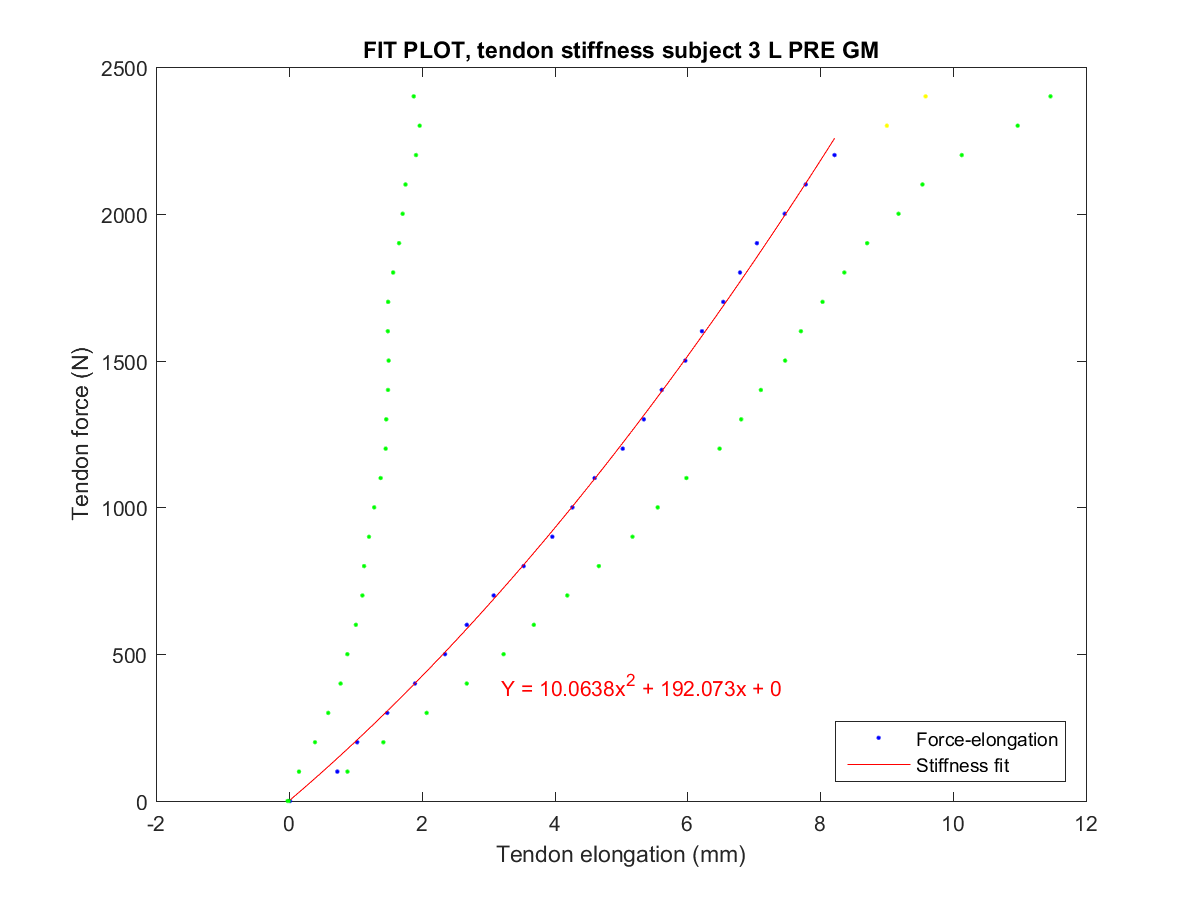 FIT PLOT, tendon stiffness subject 3 L PRE GM
2500
2000
1500
1000
500
0
Tendon force (N)
Y = 10.0638x² + 192.073x + 0
Force-elongation
Stiffness fit
-2 0 2 4 6 8 10 12
Tendon elongation (mm)